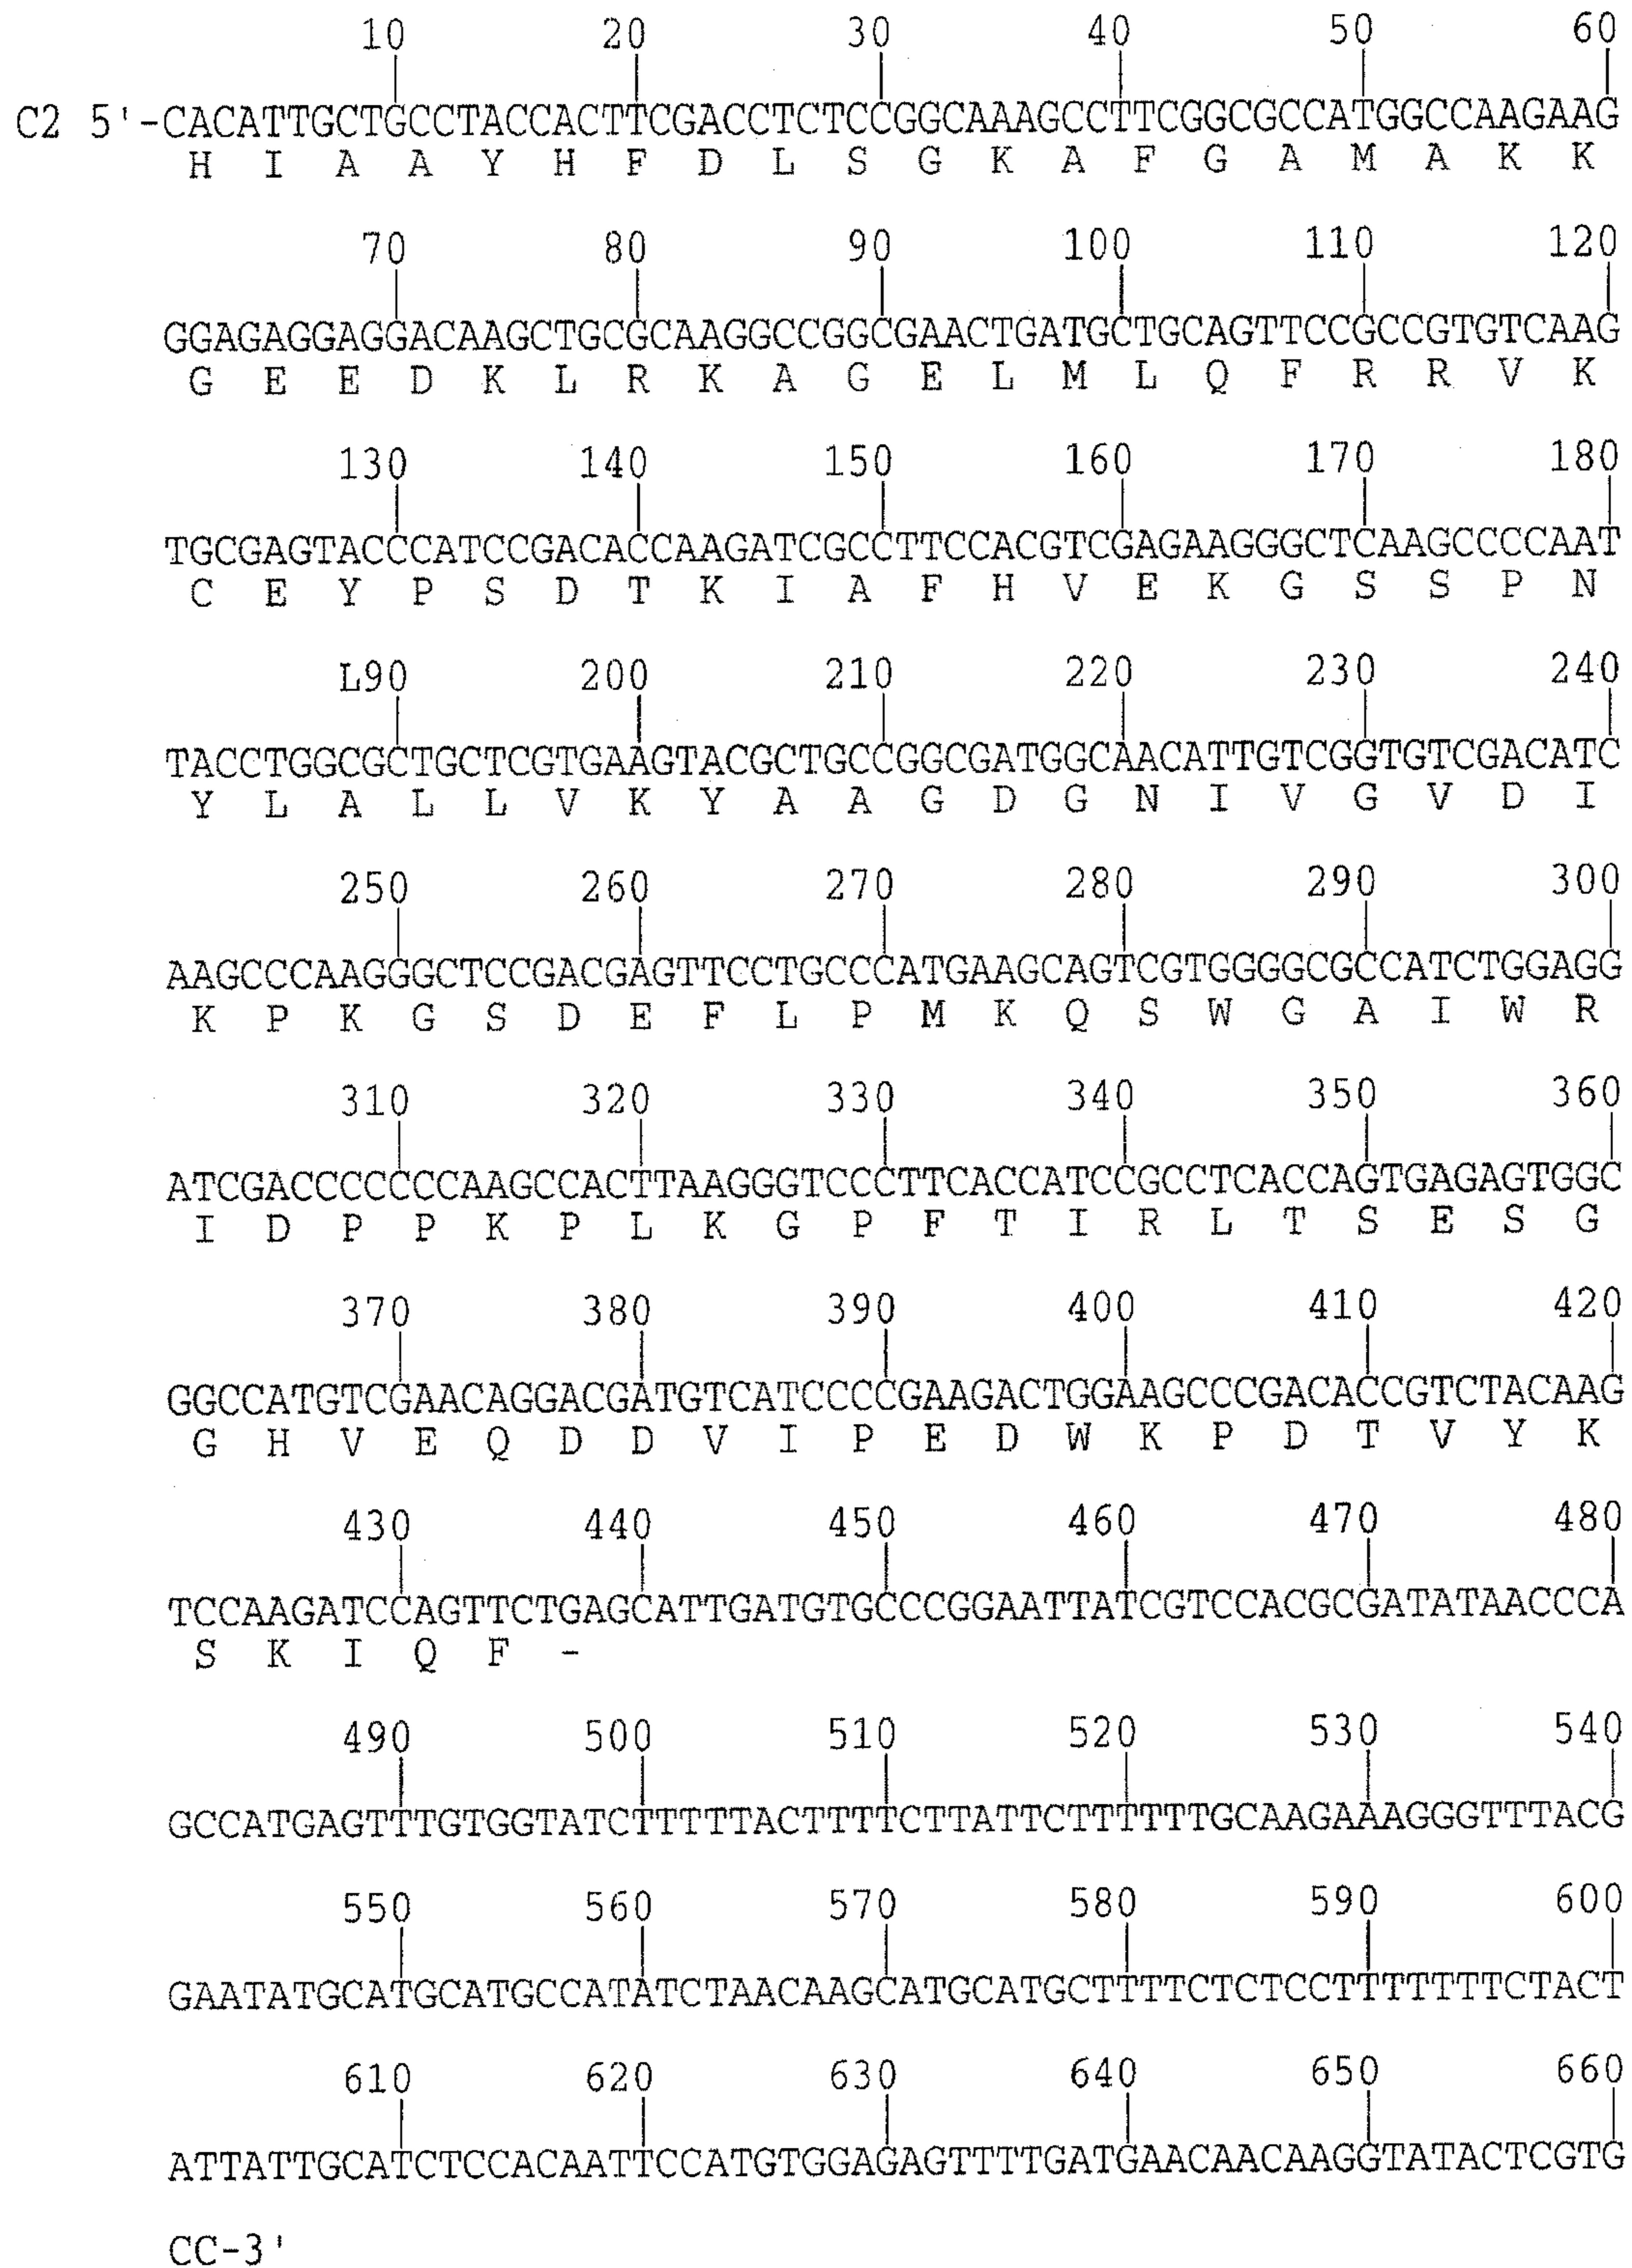 10 20 30 40 50 60
C2 5'-CACATTGCTGCCTACCACTTCGACCTCTCCGGCAAAGCCTTCGGCGCCATGGCCAAGAAG
H I A A Y H F D L S G K A F G A M A K K
70 80 90 100 110 120
GGAGAGGAGGACAAGCTGCGCAAGGCCGGCGAACTGATGCTGCAGTTCCGCCGTGTCAAG
G E E D K L R K A G E L M L Q F R R V K
130 140 150 160 170 180
TGCGAGTACCCATCCGACACCAAGATCGCCTTCCACGTCGAGAAGGGCTCAAGCCCCAAT
C E Y P S D T K I A F H V E K G S S P N
L90 200 210 220 230 240
TACCTGGCGCTGCTCGTGAAGTACGCTGCCGGCGATGGCAACATTGTCGGTGTCGACATC
Y L A L L V K Y A A G D G N I V G V D I
250 260 270 280 290 300
AAGCCCAAGGGCTCCGACGAGTTCCTGCCCATGAAGCAGTCGTGGGGCGCCATCTGGAGG
K P K G S D E F L P M K Q S W G A I W R
310 320 330 340 350 360
ATCGACCCCCCCAAGCCACTTAAGGGTCCCTTCACCATCCGCCTCACCAGTGAGAGTGGC
I D P P K P L K G P F T I R L T S E S G
370 380 390 400 410 420
GGCCATGTCGAACAGGACGATGTCATCCCCGAAGACTGGAAGCCCGACACCGTCTACAAG
G H V E Q D D V I P E D W K P D T V Y K
430 440 450 460 470 480
TCCAAGATCCAGTTCTGAGCATTGATGTGCCCGGAATTATCGTCCACGCGATATAACCCA
S K I Q F -
490 500 510 520 530 540
GCCATGAGTTTGTGGTATCTTTTTACTTTTCTTATTCTTTTTTGCAAGAAAGGGTTTACG
550 560 570 580 590 600
GAATATGCATGCATGCCATATCTAACAAGCATGCATGCTTTTCTCTCCTTTTTTTCTACT
610 620 630 640 650 660
ATTATTGCATCTCCACAATTCCATGTGGAGAGTTTTGATGAACAACAAGGTATACTCGTG
CC-3'